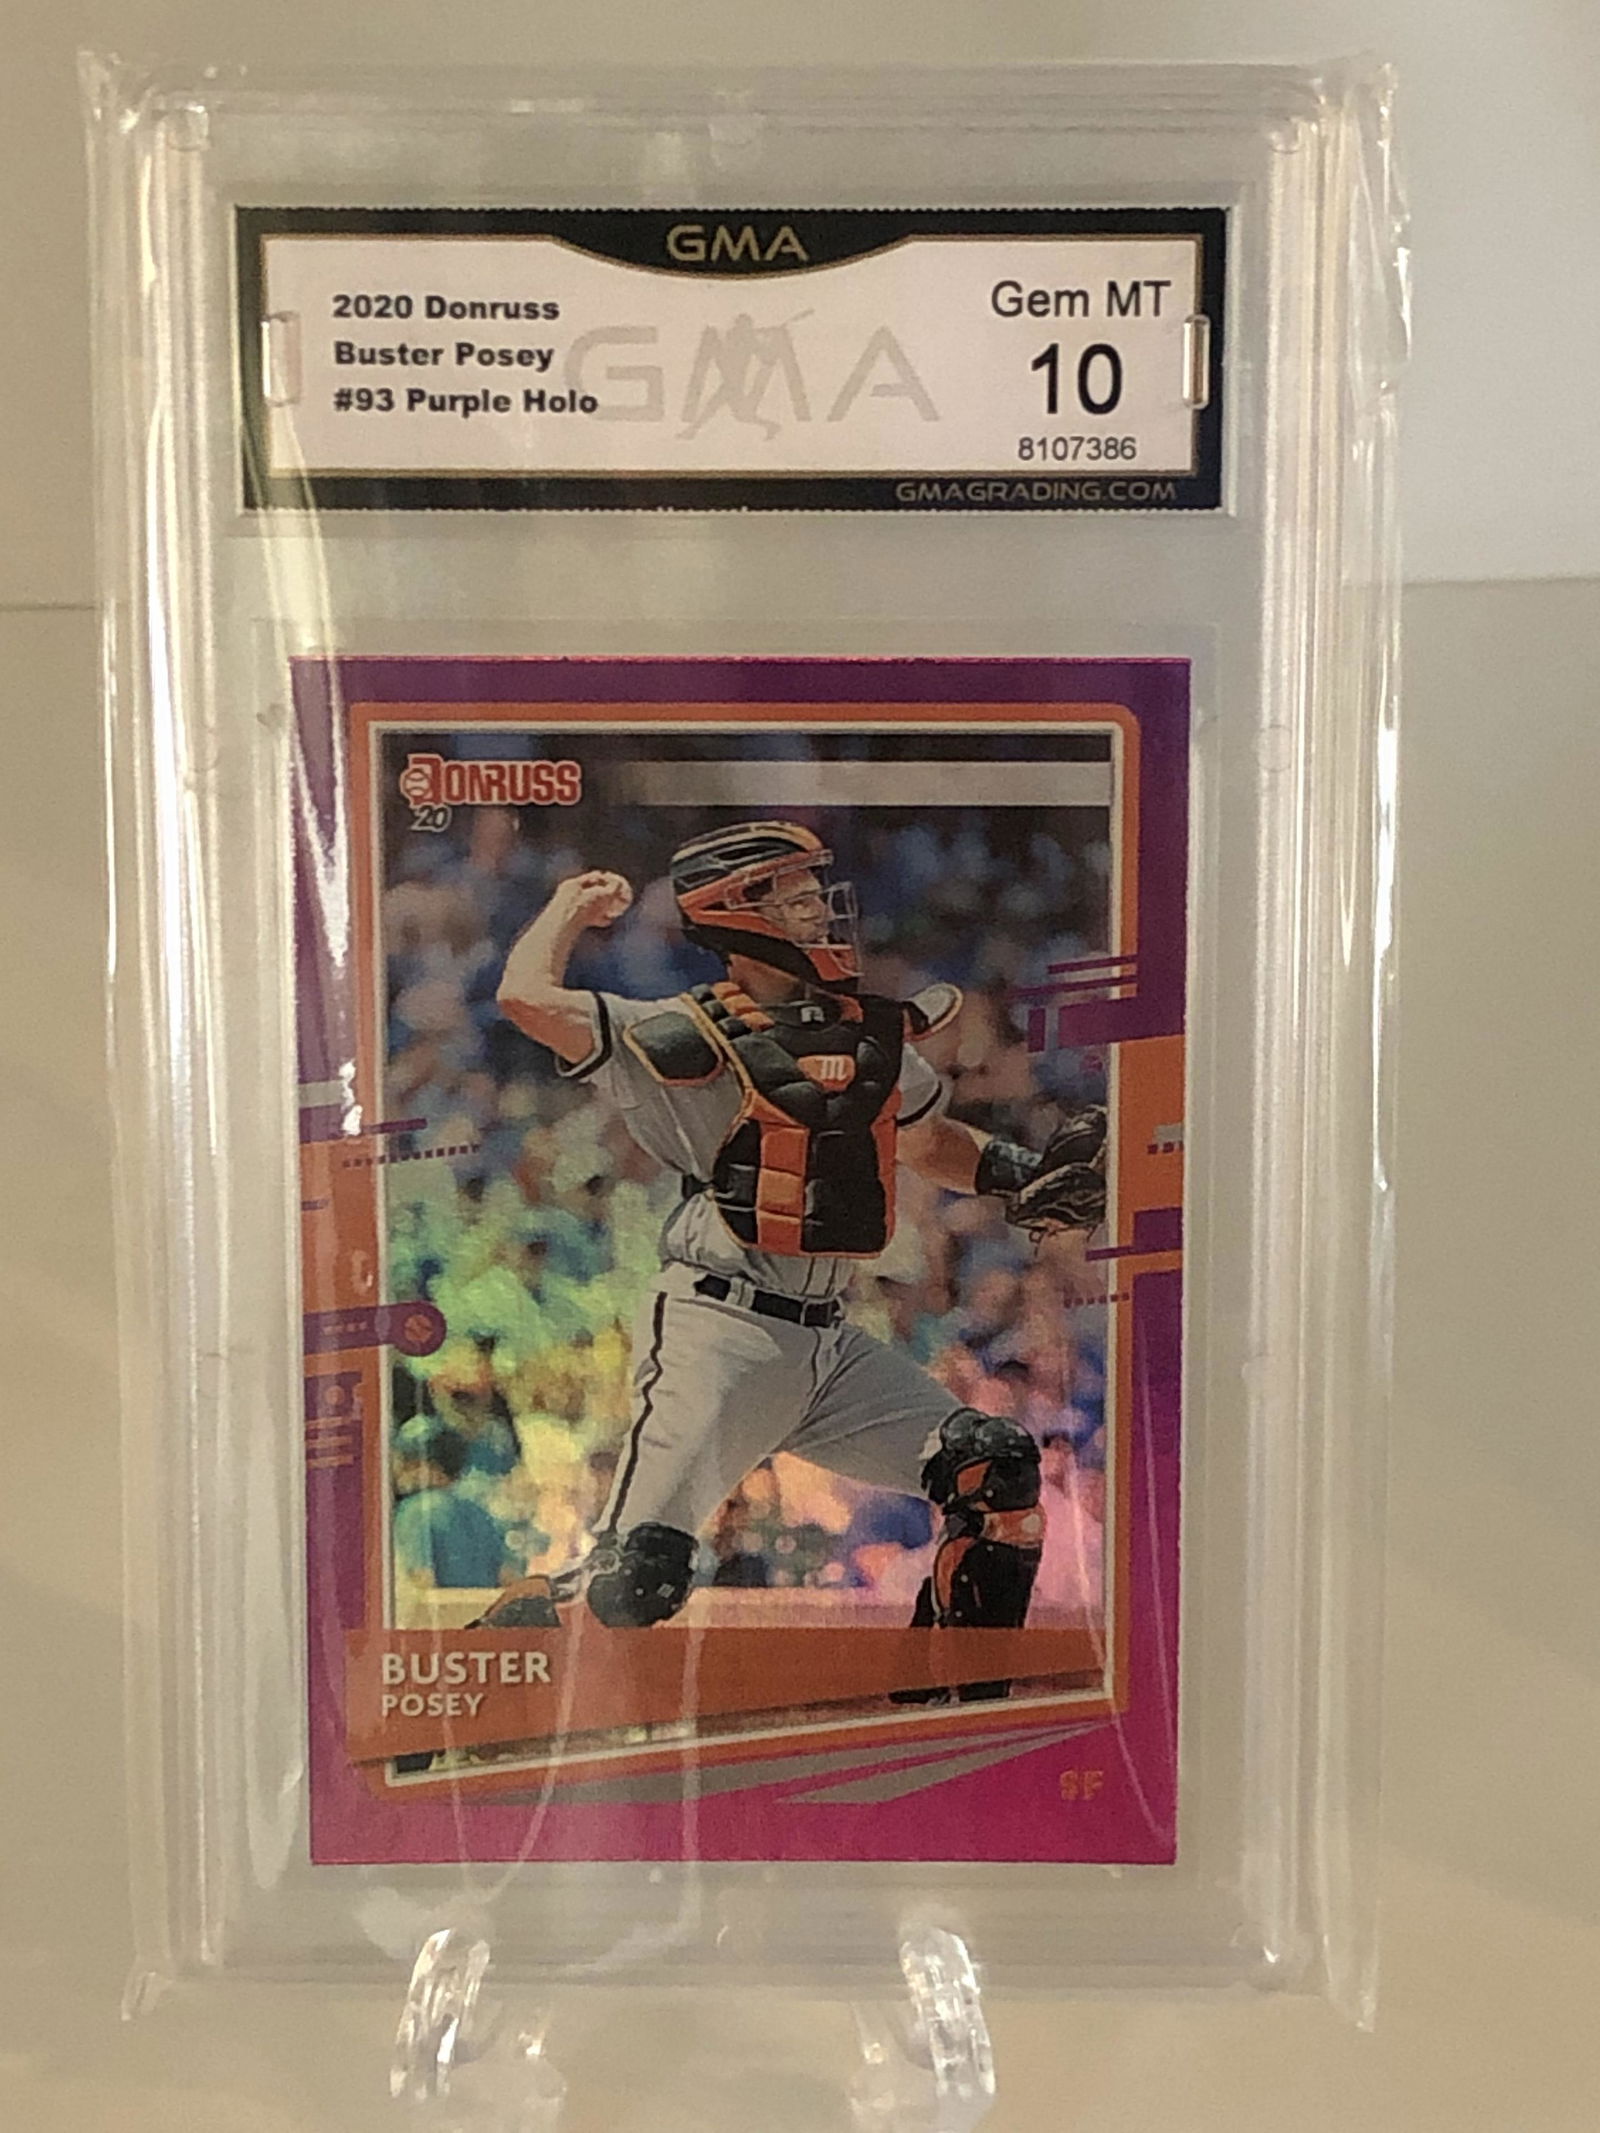 GMA
2020 Donruss
Buster Posey
#93 Purple Holo
GMA
Gem MT
10
8107386
GMAGRADING.COM
DONRUSS
20
m
BUSTER
POSEY
SF